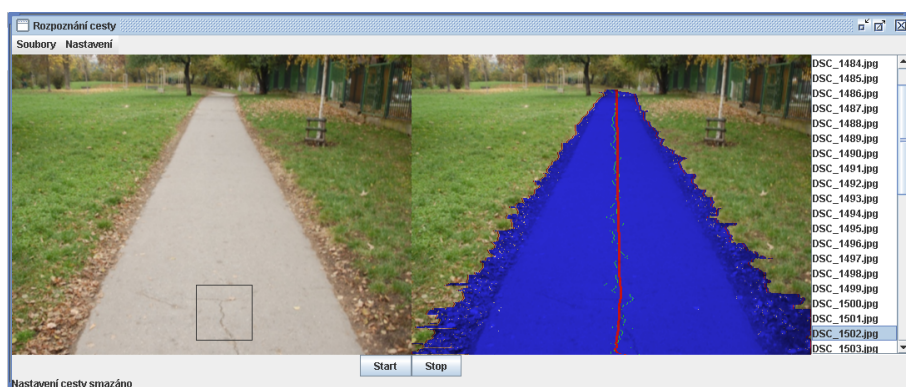 Rozpoznání cesty
Soubory Nastavení
DSC_1484.jpg
DSC_1485.jpg
DSC_1486.jpg
DSC_1487.jpg
DSC_1488.jpg
DSC_1489.jpg
DSC_1490.jpg
DSC_1491.jpg
DSC_1492.jpg
DSC_1493.jpg
DSC_1494.jpg
DSC_1495.jpg
DSC_1496.jpg
DSC_1497.jpg
DSC_1498.jpg
DSC_1499.jpg
DSC_1500.jpg
DSC_1501.jpg
DSC_1502.jpg
DSC_1503.jpg
Start Stop
Nastavení cesty smazáno